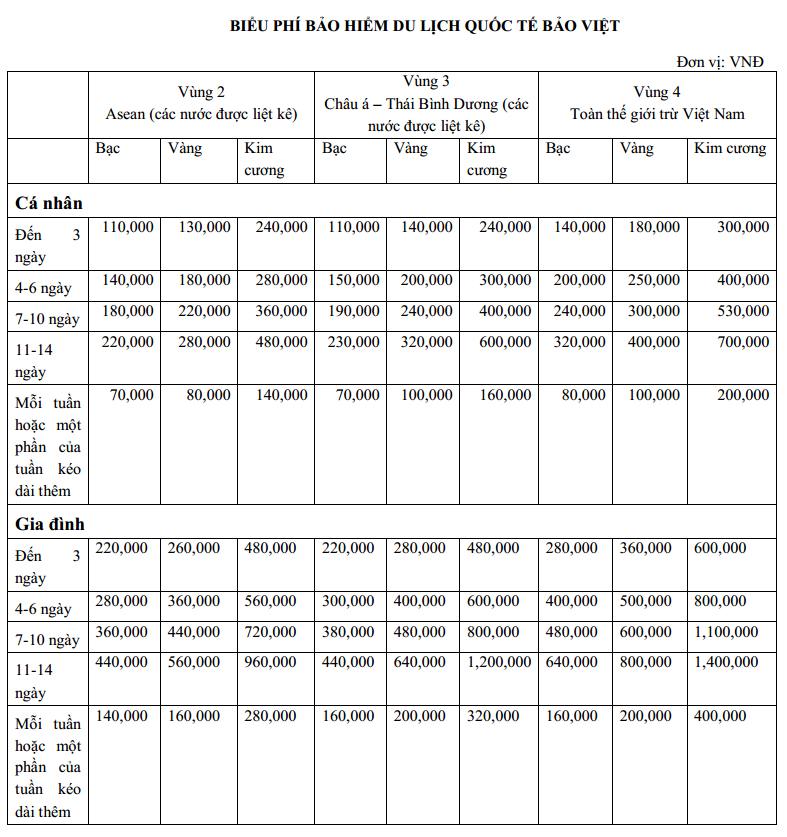 BIỂU PHÍ BẢO HIỂM DU LỊCH QUỐC TẾ BẢO VIỆT
Đơn vị: VNĐ
Vùng 2
Asean (các nước được liệt kê)
Vùng 3
Châu á – Thái Bình Dương (các
nước được liệt kê)
Vùng 4
Toàn thế giới trừ Việt Nam
Bạc Vàng Kim cương Bạc Vàng Kim cương Bạc Vàng Kim cương
Cá nhân
Đến 3 ngày 110,000 130,000 240,000 110,000 140,000 240,000 140,000 180,000 300,000
4-6 ngày 140,000 180,000 280,000 150,000 200,000 300,000 200,000 250,000 400,000
7-10 ngày 180,000 220,000 360,000 190,000 240,000 400,000 240,000 300,000 530,000
11-14 ngày 220,000 280,000 480,000 230,000 320,000 600,000 320,000 400,000 700,000
Mỗi tuần hoặc một phần của tuần kéo dài thêm 70,000 80,000 140,000 70,000 100,000 160,000 80,000 100,000 200,000
Gia đình
Đến 3 ngày 220,000 260,000 480,000 220,000 280,000 480,000 280,000 360,000 600,000
4-6 ngày 280,000 360,000 560,000 300,000 400,000 600,000 400,000 500,000 800,000
7-10 ngày 360,000 440,000 720,000 380,000 480,000 800,000 480,000 600,000 1,100,000
11-14 ngày 440,000 560,000 960,000 440,000 640,000 1,200,000 640,000 800,000 1,400,000
Mỗi tuần hoặc một phần của tuần kéo dài thêm 140,000 160,000 280,000 160,000 200,000 320,000 160,000 200,000 400,000